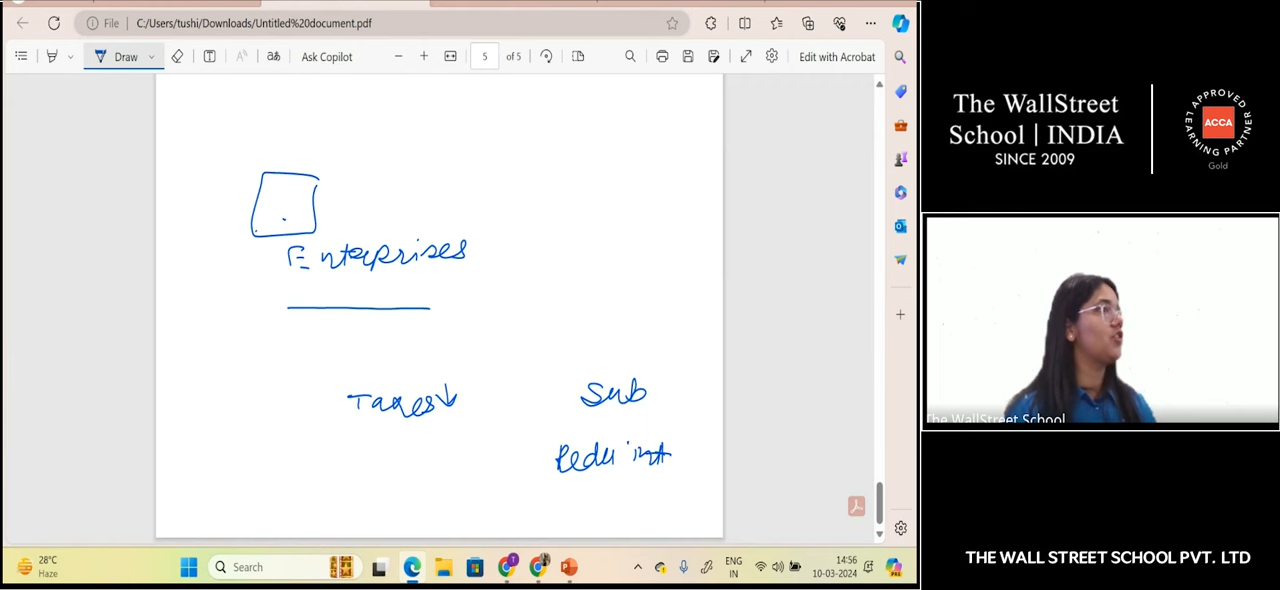 File C:/Users/tushi/Downloads/Untitled%20document.pdf
Draw
Ask Copilot
5 of 5
Edit with Acrobat
Enterprises
Taxes↓
Sub
The WallStreet
School | INDIA
SINCE 2009
APPROVED
LEARNING PARTNER
ACCA
Gold
The WallStreet School
THE WALL STREET SCHOOL PVT. LTD
28°C
Haze
Search
ENG
IN
14:56
10-03-2024